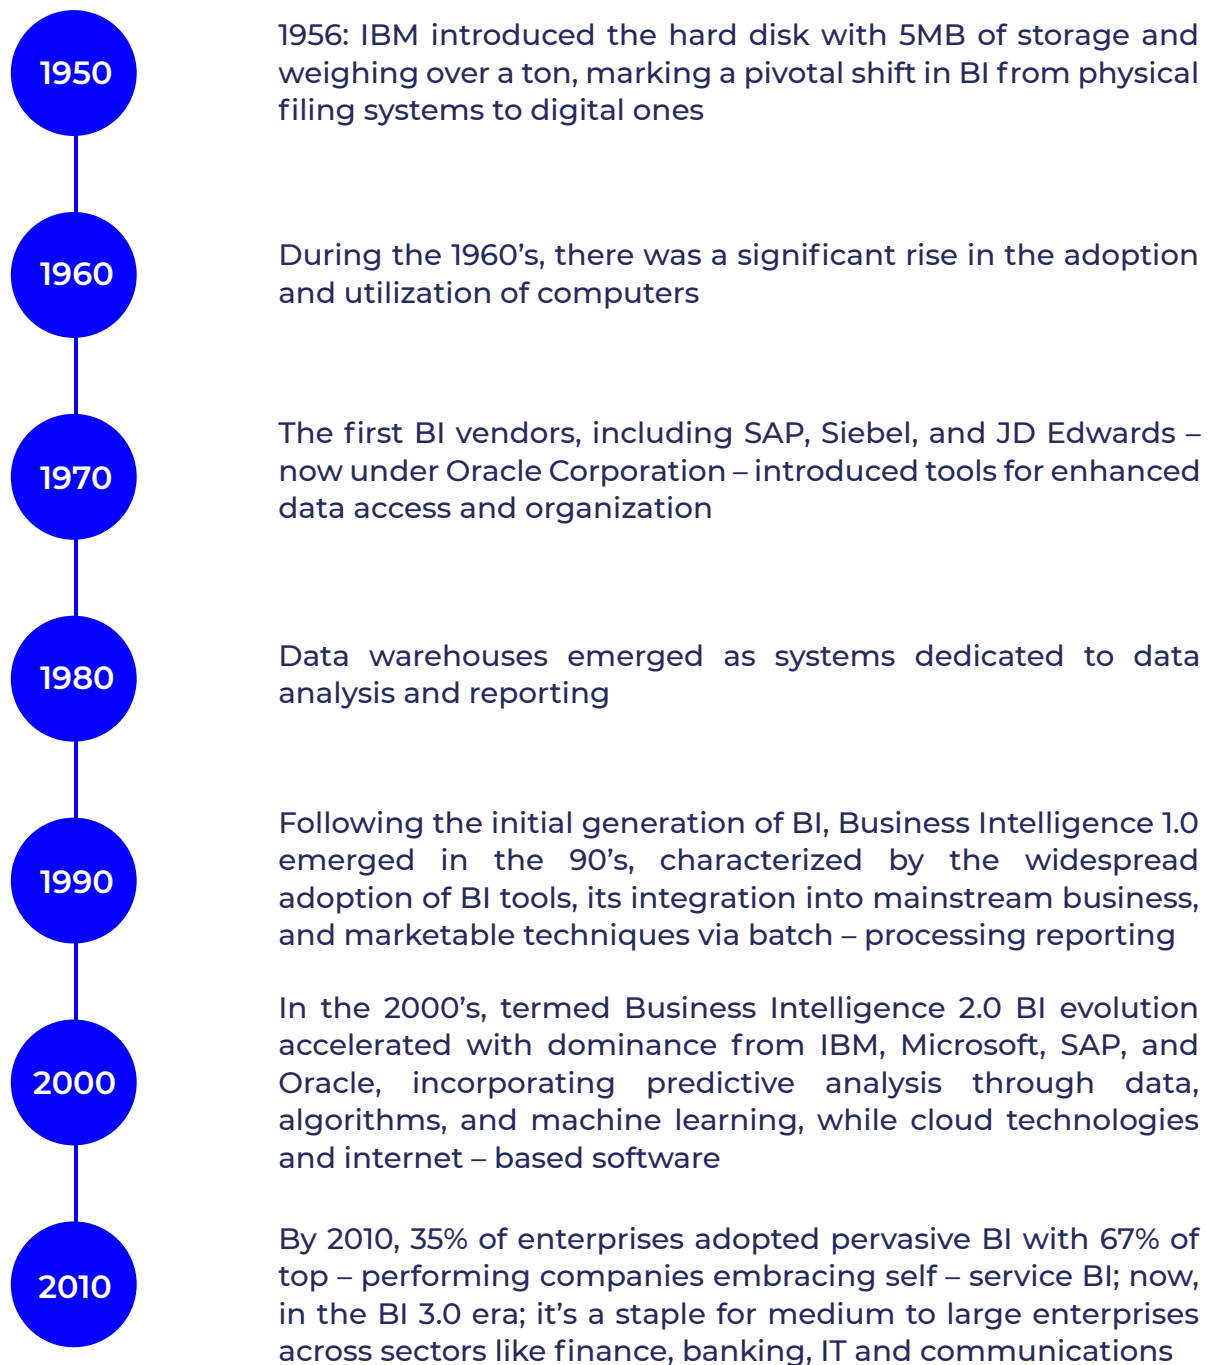 1950
1956: IBM introduced the hard disk with 5MB of storage and
weighing over a ton, marking a pivotal shift in BI from physical
filing systems to digital ones
1960
During the 1960’s, there was a significant rise in the adoption
and utilization of computers
1970
The first BI vendors, including SAP, Siebel, and JD Edwards –
now under Oracle Corporation – introduced tools for enhanced
data access and organization
1980
Data warehouses emerged as systems dedicated to data
analysis and reporting
1990
Following the initial generation of BI, Business Intelligence 1.0
emerged in the 90’s, characterized by the widespread
adoption of BI tools, its integration into mainstream business,
and marketable techniques via batch – processing reporting
2000
In the 2000’s, termed Business Intelligence 2.0 BI evolution
accelerated with dominance from IBM, Microsoft, SAP, and
Oracle, incorporating predictive analysis through data,
algorithms, and machine learning, while cloud technologies
and internet – based software
2010
By 2010, 35% of enterprises adopted pervasive BI with 67% of
top – performing companies embracing self – service BI; now,
in the BI 3.0 era; it’s a staple for medium to large enterprises
across sectors like finance, banking, IT and communications